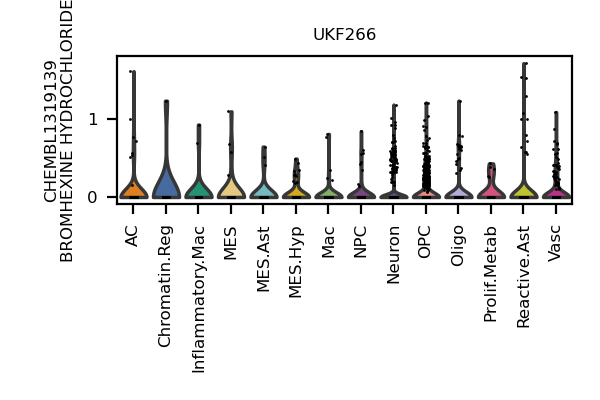 UKF266
CHEMBL1319139
BROMHEXINE HYDROCHLORIDE
1
0
AC
Chromatin.Reg
Inflammatory.Mac
MES
MES.Ast
MES.Hyp
Mac
NPC
Neuron
OPC
Oligo
Prolif.Metab
Reactive.Ast
Vasc